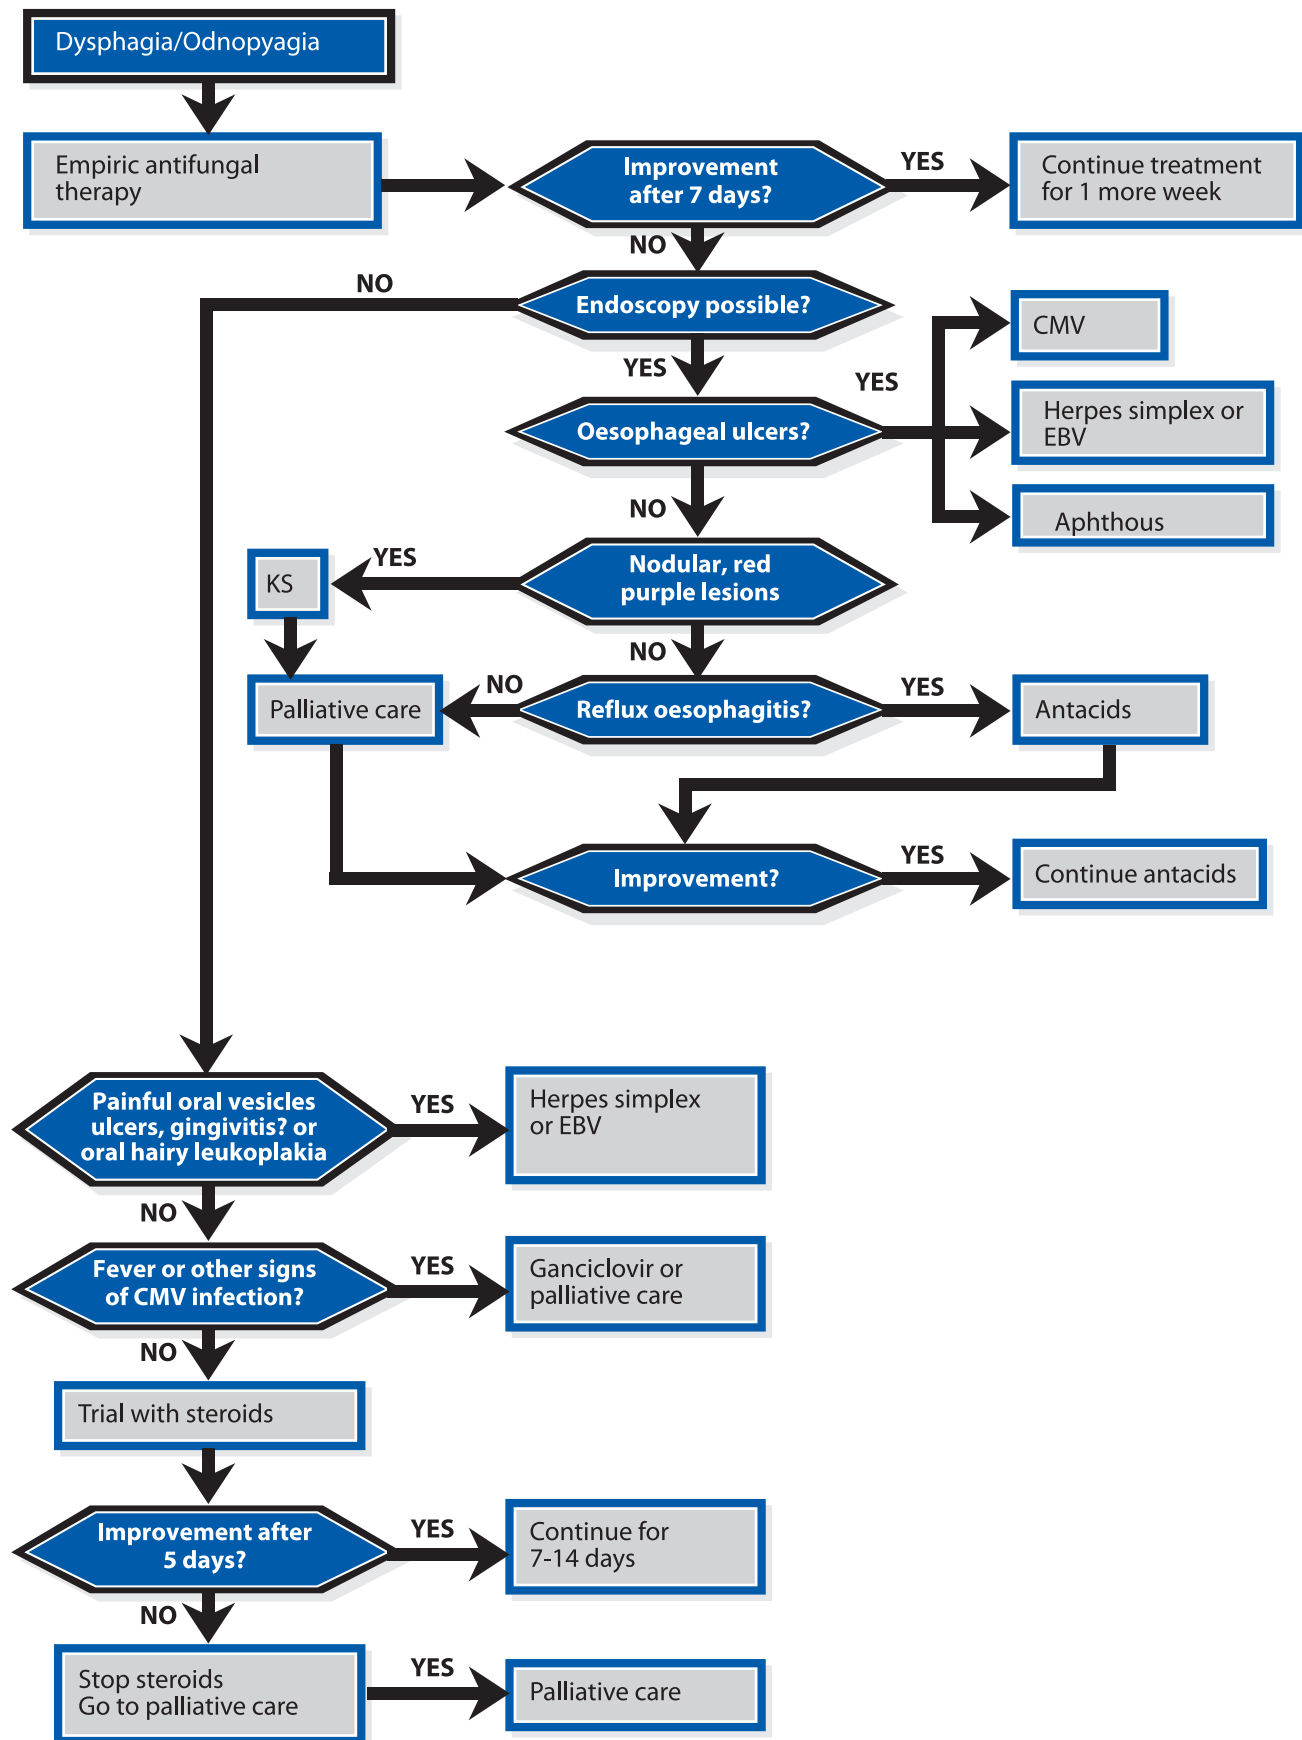 Dysphagia/Odnopyagia
Empiric antifungal
therapy
Improvement
after 7 days?
YES
Continue treatment
for 1 more week
NO
NO
Endoscopy possible?
CMV
YES
YES
Herpes simplex or
EBV
Oesophageal ulcers?
NO
Aphthous
YES
Nodular, red
purple lesions
KS
NO
NO
YES
Palliative care
Reflux oesophagitis?
Antacids
YES
Improvement?
Continue antacids
Painful oral vesicles
ulcers, gingivitis? or
oral hairy leukoplakia
YES
Herpes simplex
or EBV
NO
Fever or other signs
of CMV infection?
YES
Ganciclovir or
palliative care
NO
Trial with steroids
Improvement after
5 days?
YES
Continue for
7-14 days
NO
Stop steroids
Go to palliative care
YES
Palliative care